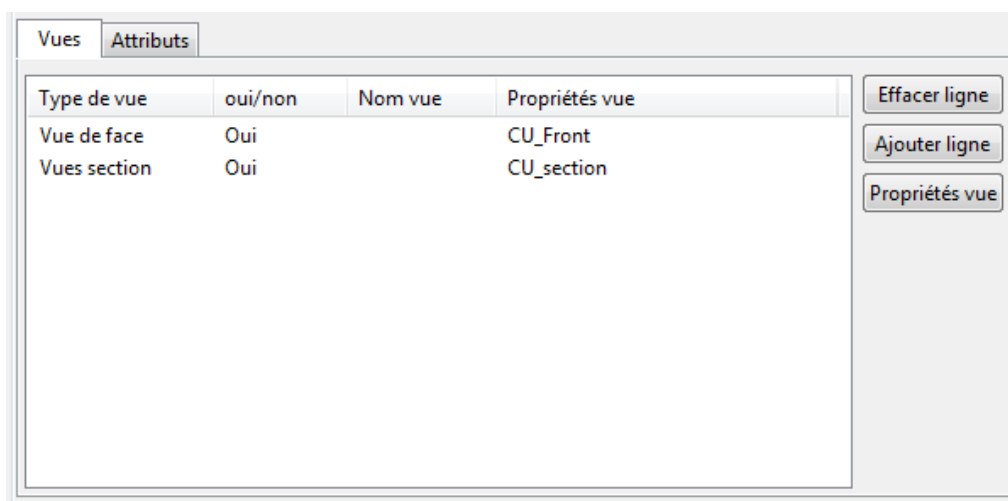 Vues Attributs
Type de vue oui/non Nom vue Propriétés vue
Vue de face Oui CU_Front
Vues section Oui CU_section
Effacer ligne
Ajouter ligne
Propriétés vue